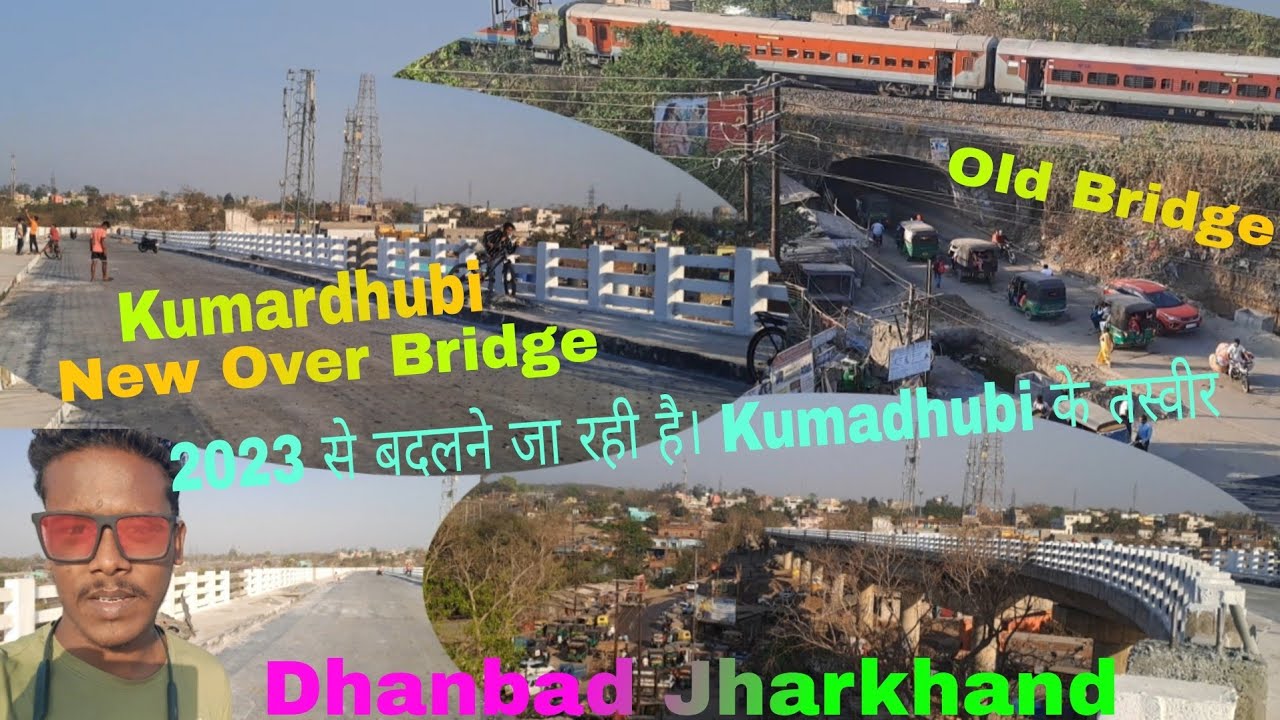 Old Bridge
Kumardhubi
New Over Bridge
2023 से बदलने जा रही है। Kumadhubi के तस्वीर
Dhanbad Jharkhand